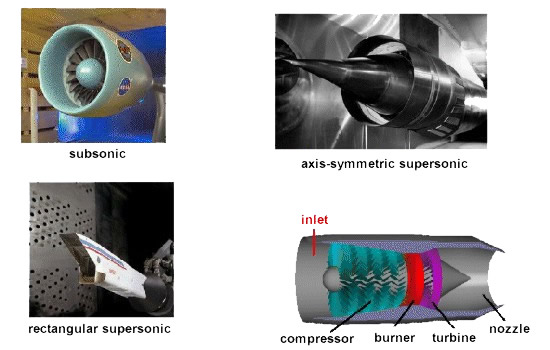 subsonic
axis-symmetric supersonic
rectangular supersonic
inlet
compressor
burner
turbine
nozzle